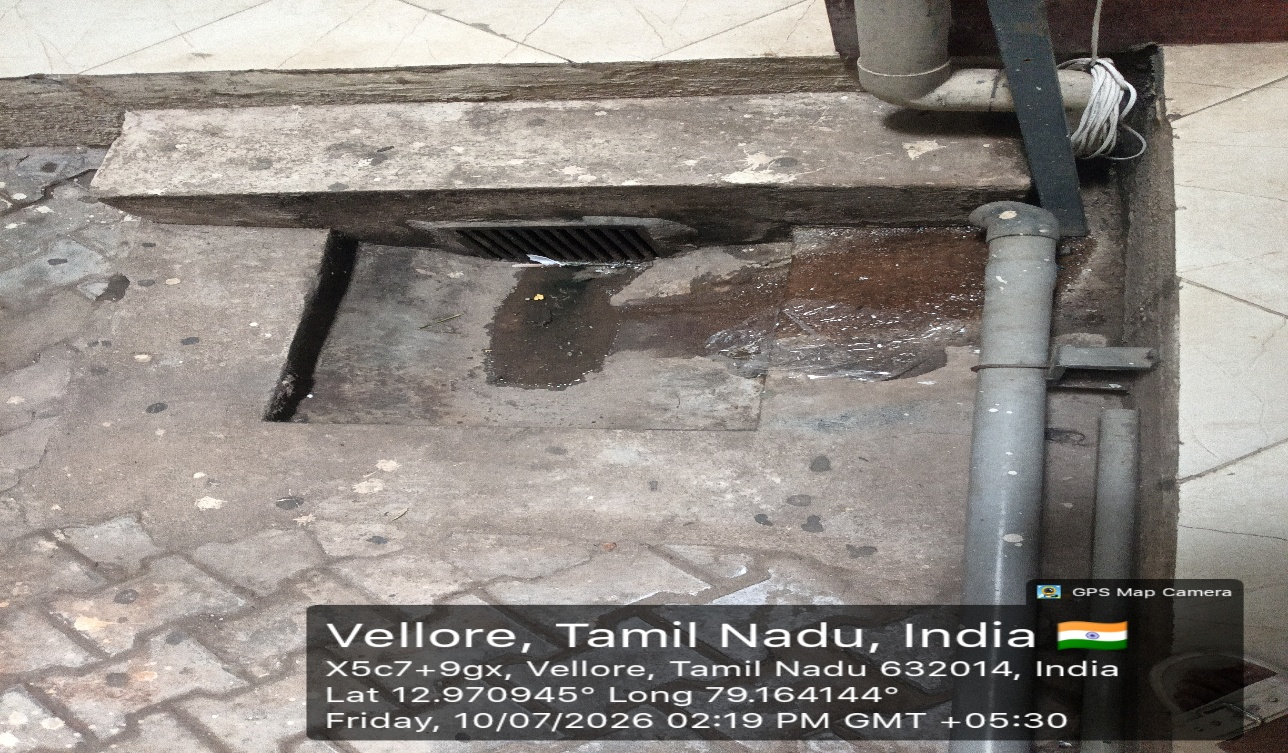 GPS Map Camera
Vellore, Tamil Nadu, India
X5c7+9gx, Vellore, Tamil Nadu 632014, India
Lat 12.970945° Long 79.164144°
Friday, 10/07/2026 02:19 PM GMT +05:30